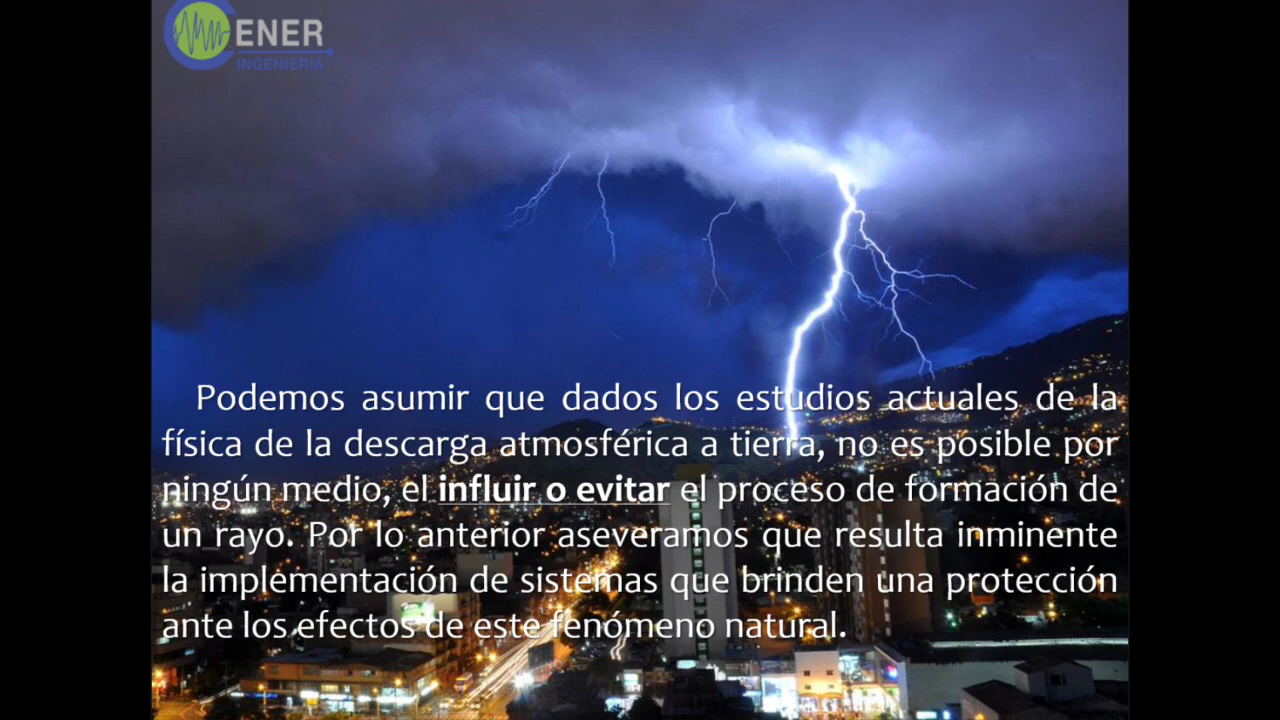 ENER
INGENIERIA
Podemos asumir que dados los estudios actuales de la
física de la descarga atmosférica a tierra, no es posible por
ningún medio, el influir o evitar el proceso de formación de
un rayo. Por lo anterior aseveramos que resulta inminente
la implementación de sistemas que brinden una protección
ante los efectos de este fenómeno natural.